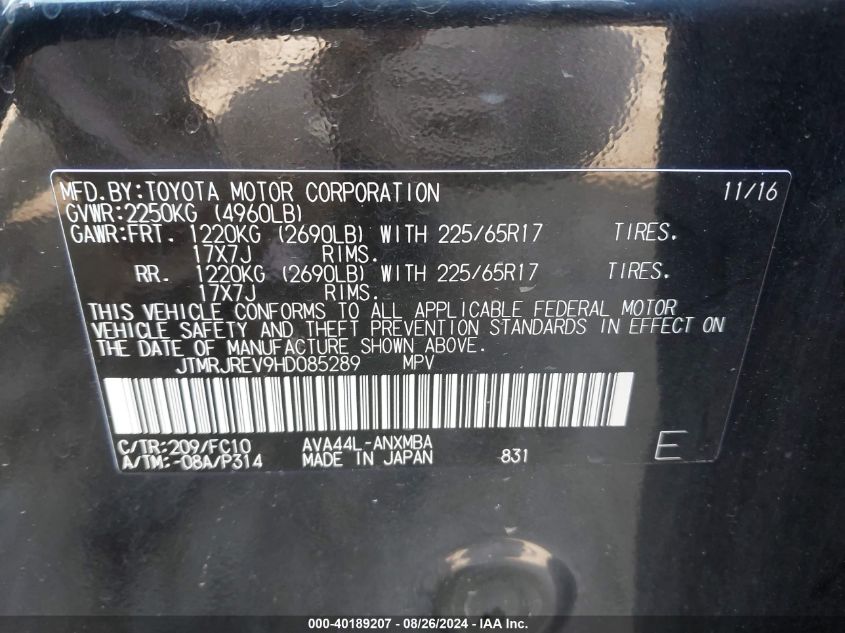 MFD.BY:TOYOTA MOTOR CORPORATION 11/16
GVWR:2250KG (4960LB)
GAWR:FRT. 1220KG (2690LB) WITH 225/65R17 TIRES.
17X7J RIMS.
RR. 1220KG (2690LB) WITH 225/65R17 TIRES.
17X7J RIMS.
THIS VEHICLE CONFORMS TO ALL APPLICABLE FEDERAL MOTOR
VEHICLE SAFETY AND THEFT PREVENTION STANDARDS IN EFFECT ON
THE DATE OF MANUFACTURE SHOWN ABOVE.
JTMRJREV9HD085289 MPV
C/TR:209/FC10 AVA44L-ANXMBA
A/TM:-08A/P314 MADE IN JAPAN 831 E
000-40189207 - 08/26/2024 - IAA Inc.